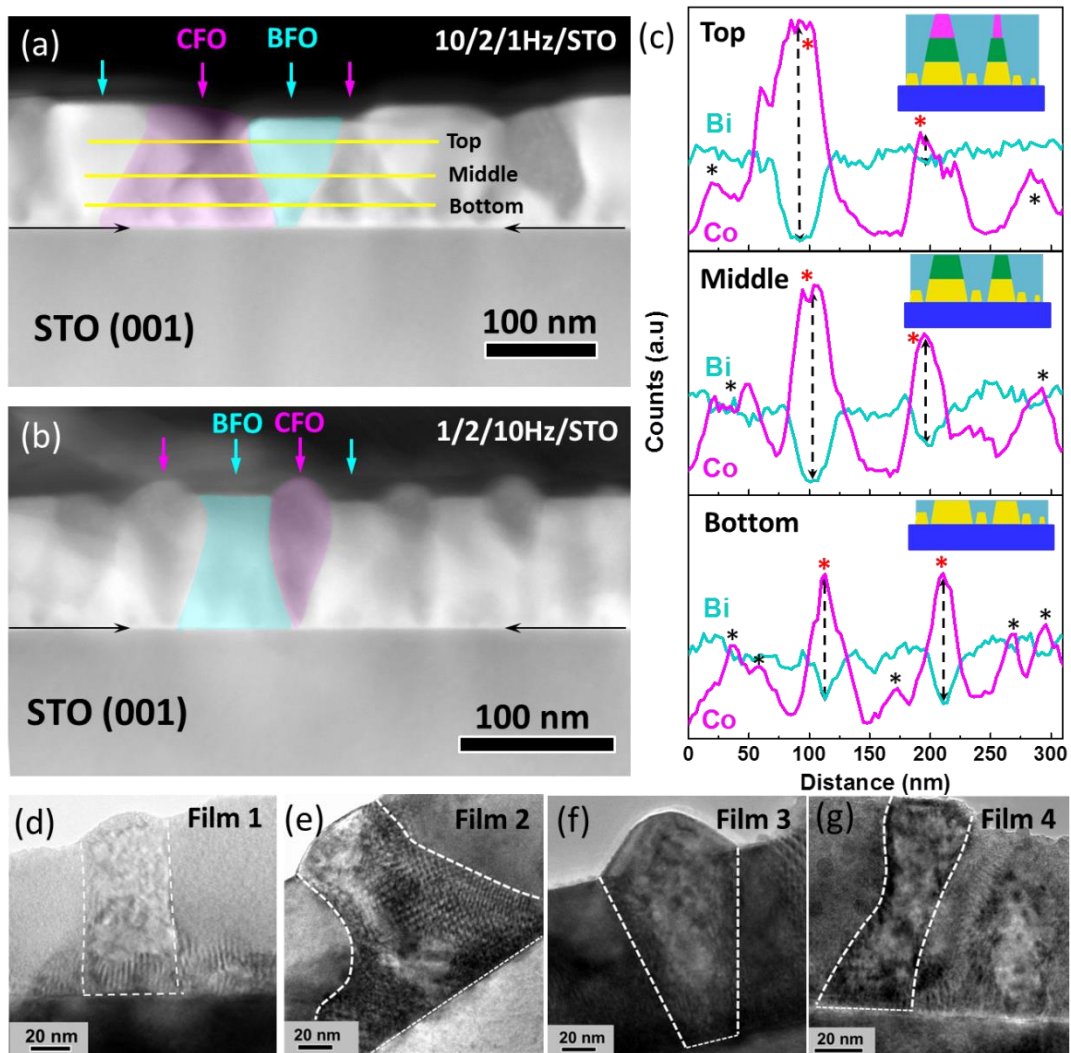 (a)
CFO
BFO
10/2/1Hz/STO
Top
Middle
Bottom
STO (001)
100 nm
(b)
BFO
CFO
1/2/10Hz/STO
STO (001)
100 nm
(c)
Top
*
*
Bi
*
*
Co
Middle
*
*
Bi
*
*
Co
Bottom
*
*
Bi
*
*
*
*
*
Co
Counts (a.u)
0
50
100
150
200
250
300
Distance (nm)
(d)
Film 1
20 nm
(e)
Film 2
20 nm
(f)
Film 3
20 nm
(g)
Film 4
20 nm